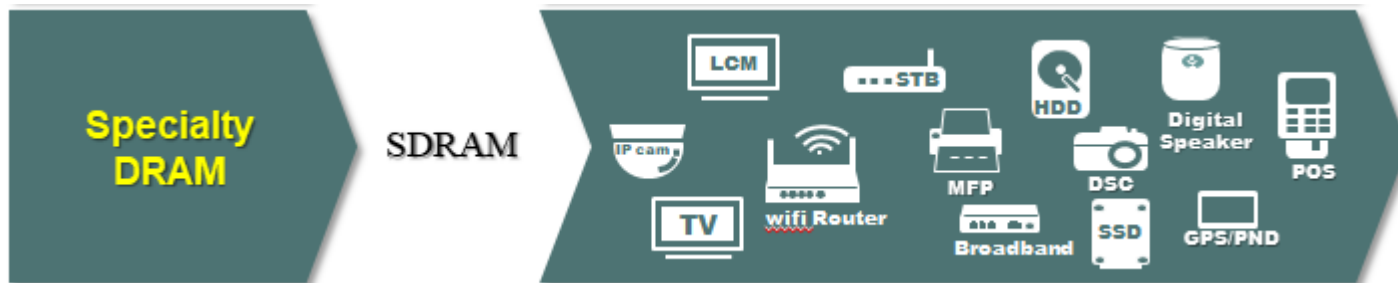 Specialty
DRAM
SDRAM
LCM
STB
HDD
Digital
Speaker
POS
IP cam
wifi Router
MFP
DSC
TV
Broadband
SSD
GPS/PND